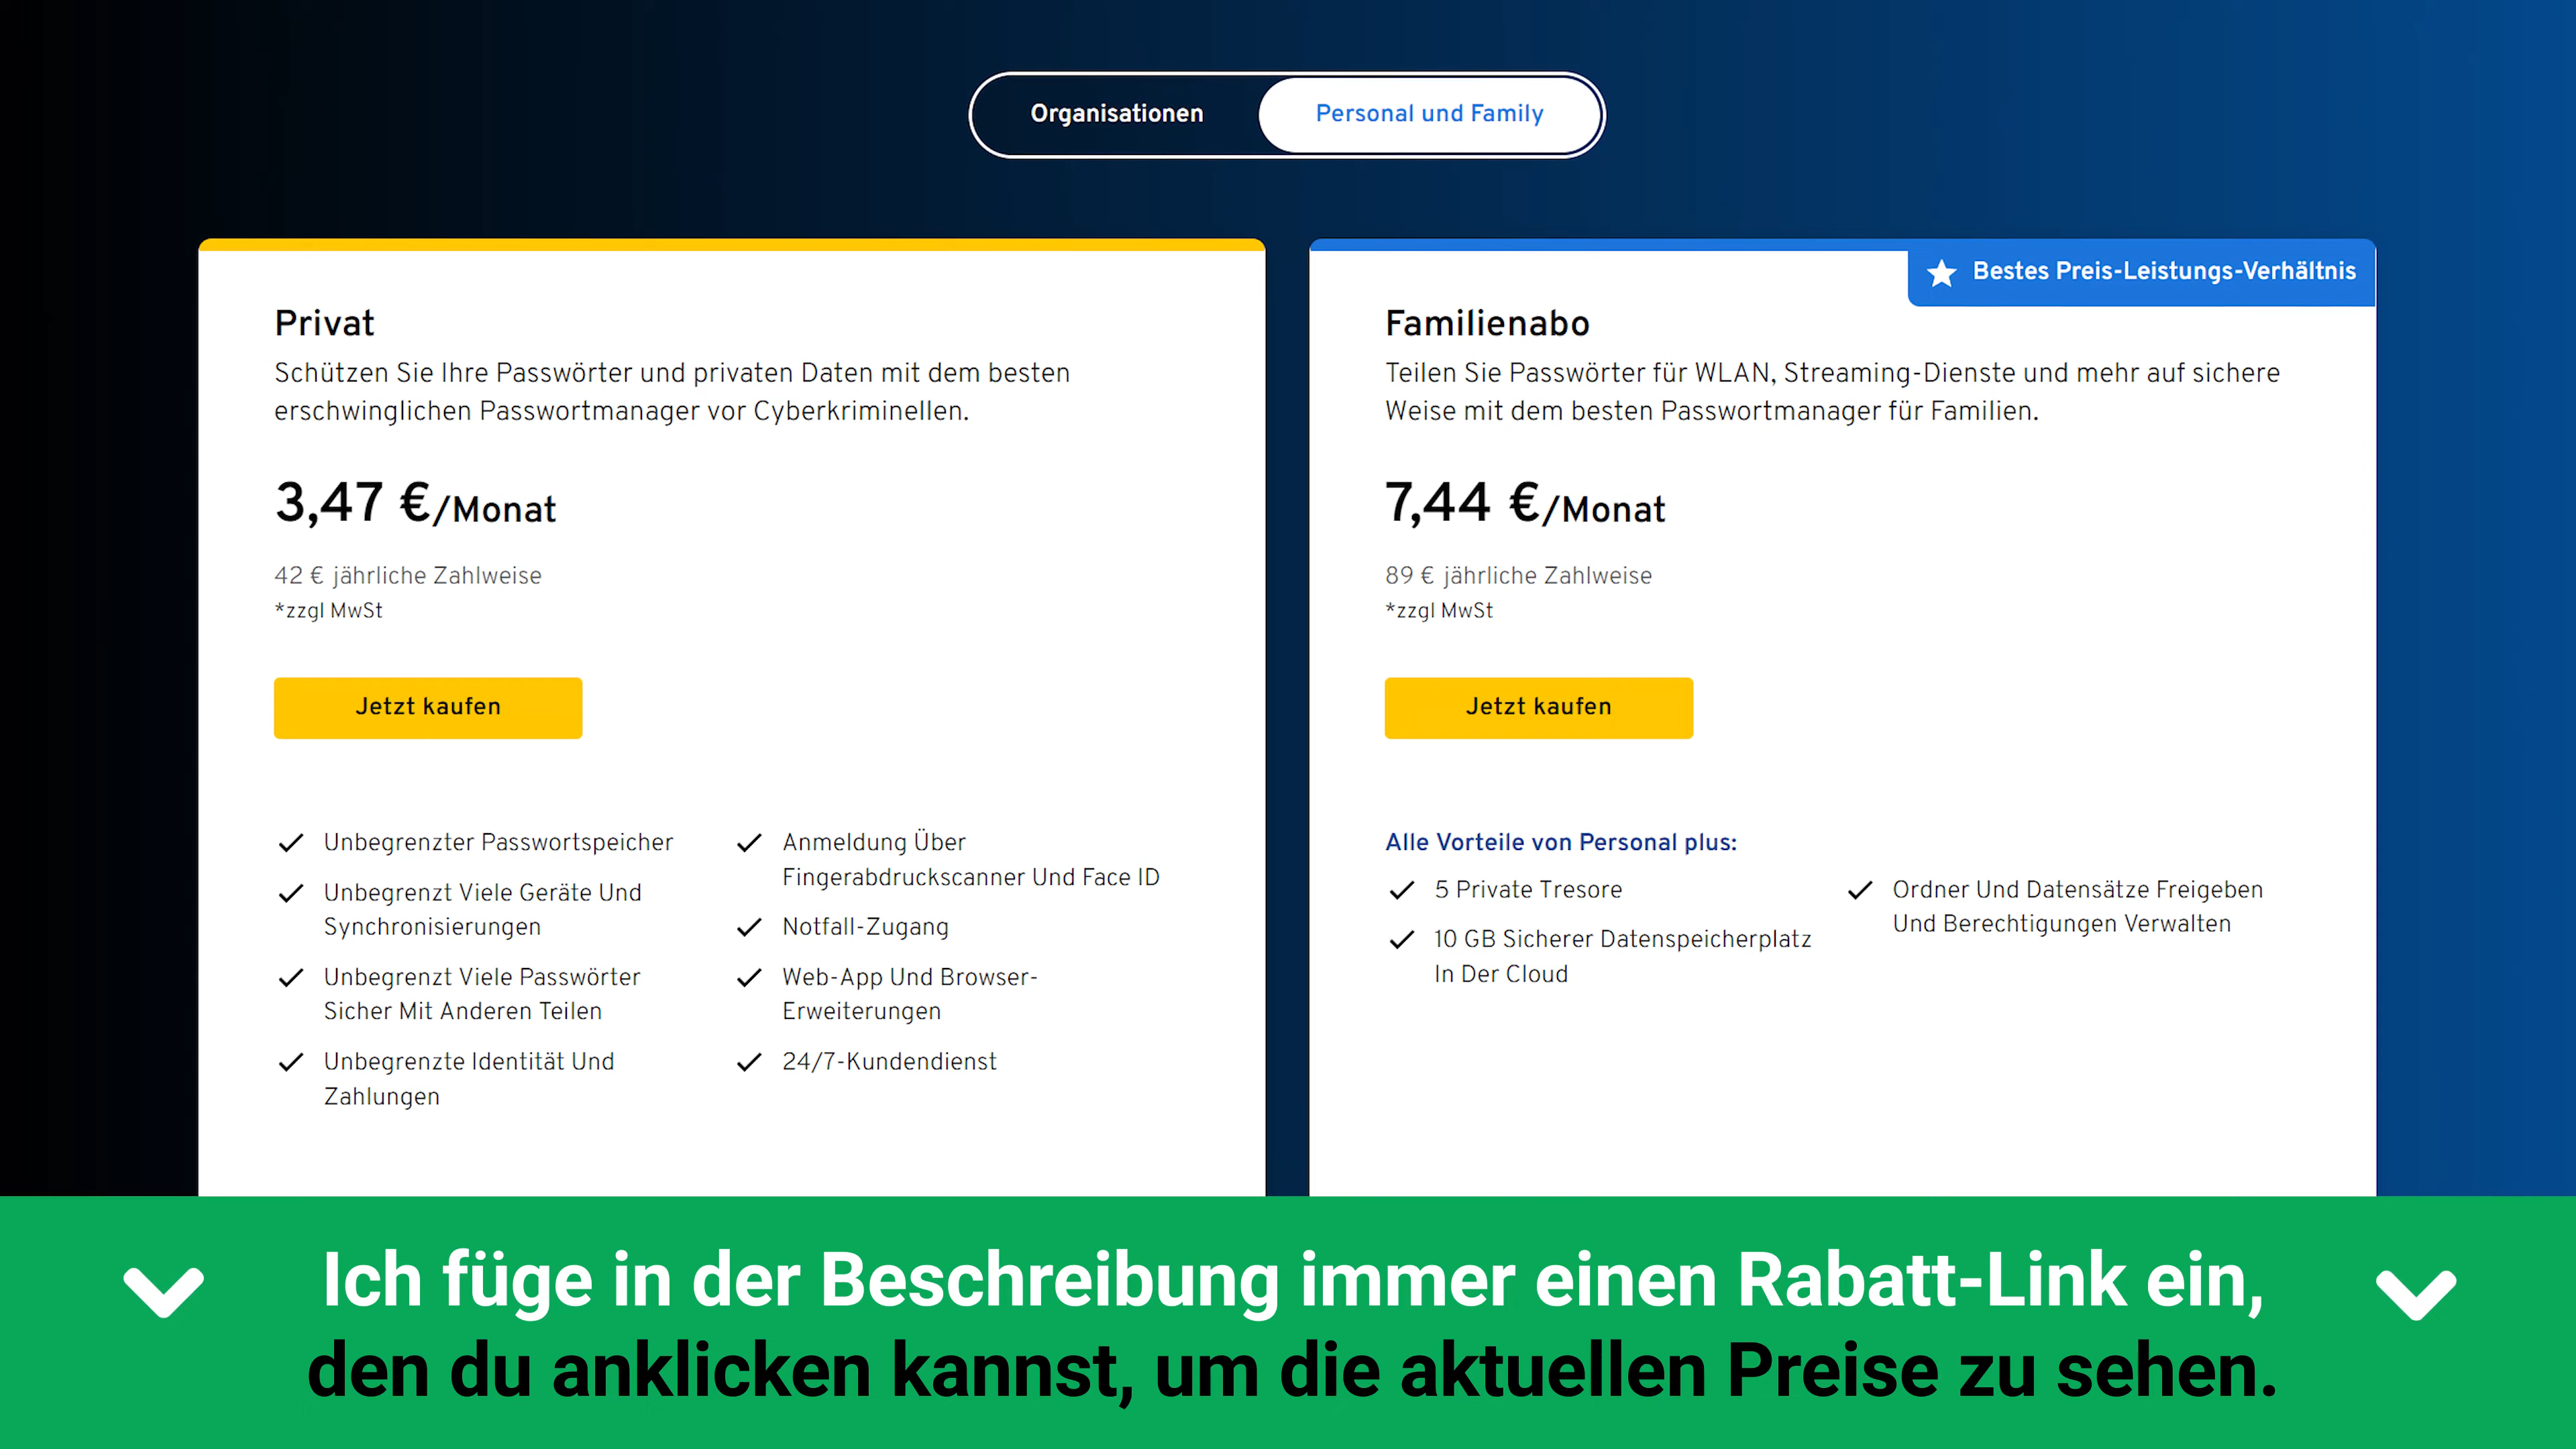 Organisationen
Personal und Family
Privat
Schützen Sie Ihre Passwörter und privaten Daten mit dem besten
erschwinglichen Passwortmanager vor Cyberkriminellen.
3,47 €/Monat
42 € jährliche Zahlweise
*zzgl MwSt
Jetzt kaufen
Unbegrenzter Passwortspeicher
Unbegrenzt Viele Geräte Und
Synchronisierungen
Unbegrenzt Viele Passwörter
Sicher Mit Anderen Teilen
Unbegrenzte Identität Und
Zahlungen
Anmeldung Über
Fingerabdruckscanner Und Face ID
Notfall-Zugang
Web-App Und Browser-
Erweiterungen
24/7-Kundendienst
Bestes Preis-Leistungs-Verhältnis
Familienabo
Teilen Sie Passwörter für WLAN, Streaming-Dienste und mehr auf sichere
Weise mit dem besten Passwortmanager für Familien.
7,44 €/Monat
89 € jährliche Zahlweise
*zzgl MwSt
Jetzt kaufen
Alle Vorteile von Personal plus:
5 Private Tresore
10 GB Sicherer Datenspeicherplatz
In Der Cloud
Ordner Und Datensätze Freigeben
Und Berechtigungen Verwalten
Ich füge in der Beschreibung immer einen Rabatt-Link ein,
den du anklicken kannst, um die aktuellen Preise zu sehen.